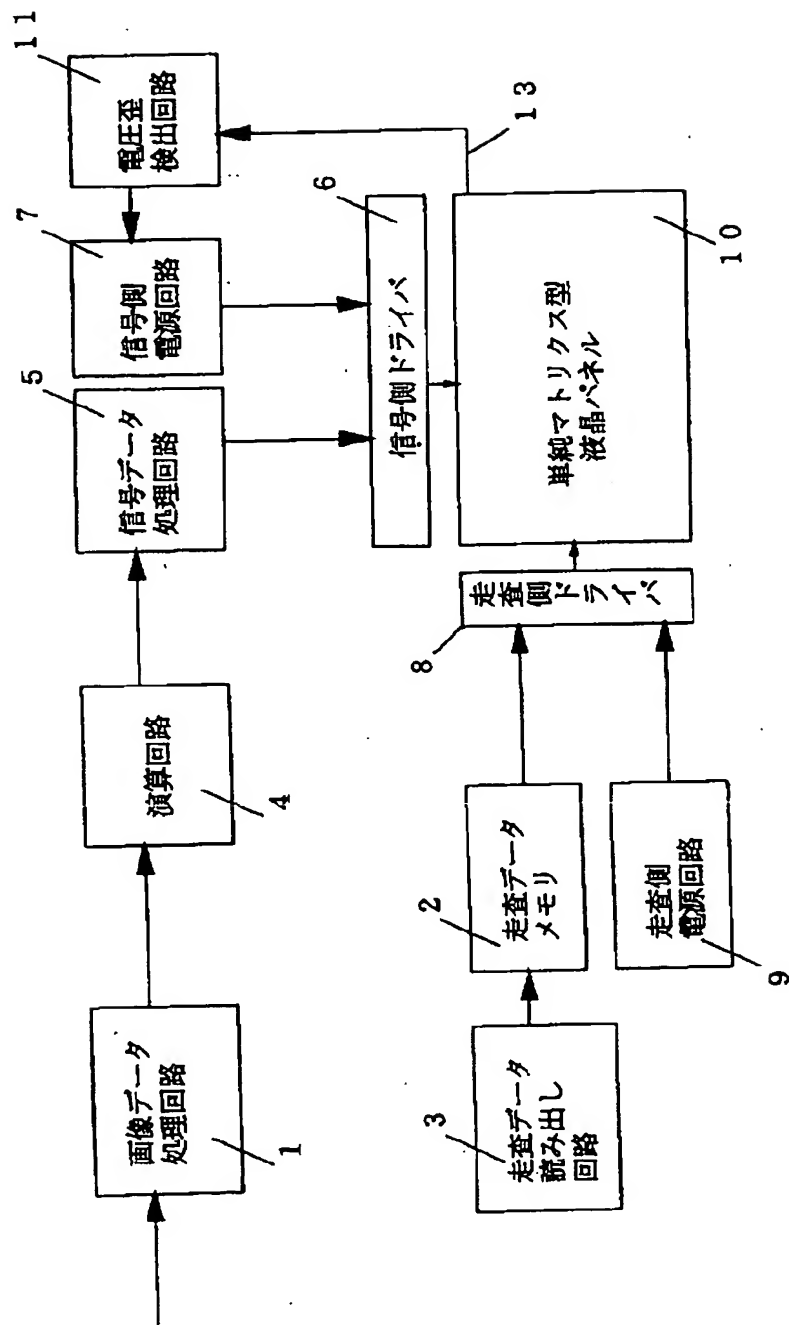 画像データ
処理回路
1
演算回路
4
信号データ
処理回路
5
信号側
電源回路
7
電圧歪
検出回路
11
信号側ドライバ
6
13
単純マトリクス型
液晶パネル
10
走査側ドライバ
8
走査データ
メモリ
2
走査データ
読み出し
回路
3
走査側
電源回路
9